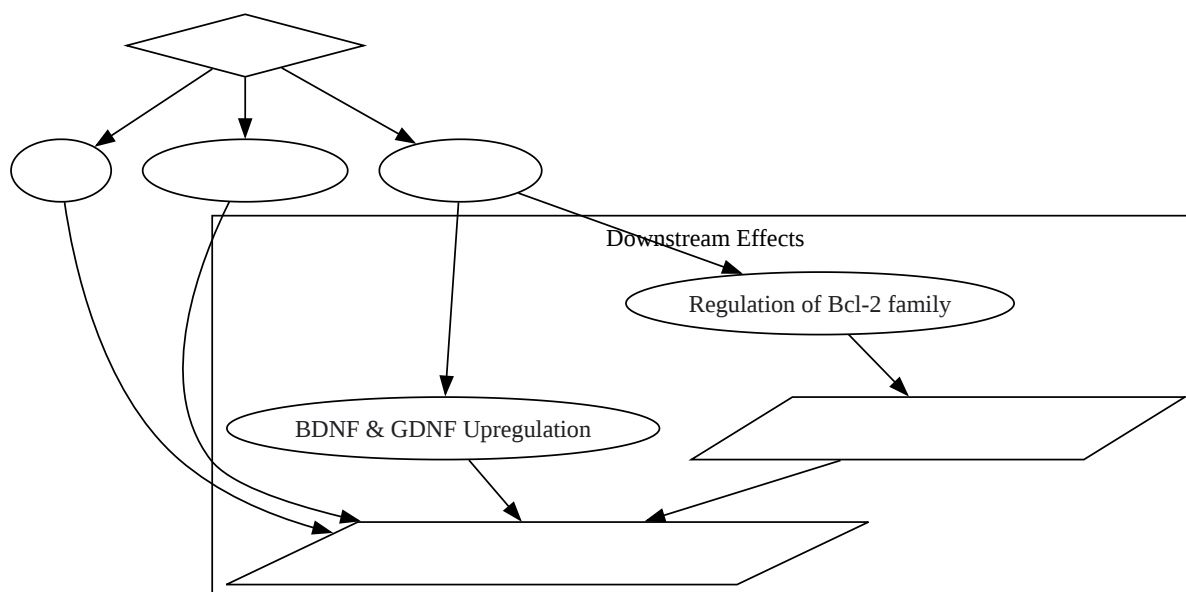 Downstream Effects
Regulation of Bcl-2 family
BDNF & GDNF Upregulation